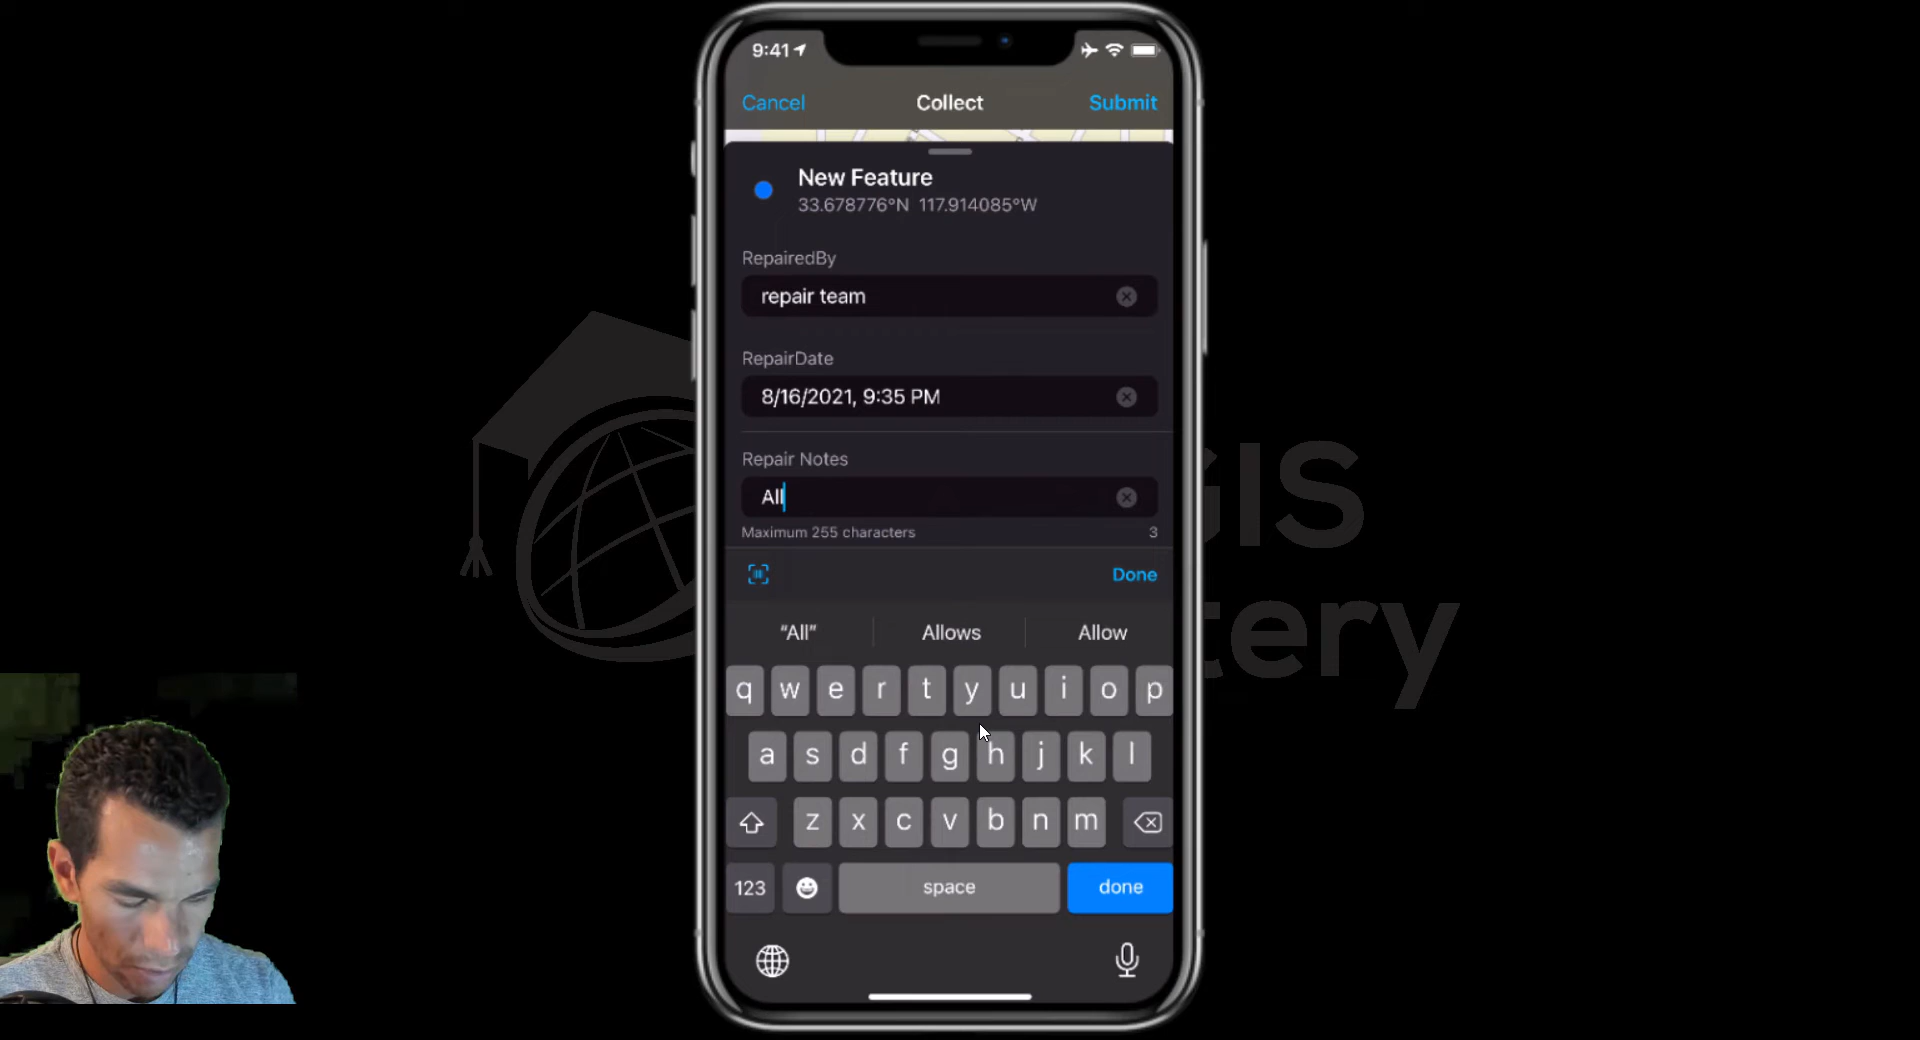 9:41
Cancel Collect Submit
New Feature
33.678776°N 117.914085°W
RepairedBy
repair team
RepairDate
8/16/2021, 9:35 PM
Repair Notes
All
Maximum 255 characters 3
Done
“All” Allows Allow
q w e r t y u i o p
a s d f g h j k l
z x c v b n m
123 space done
GIS
tery